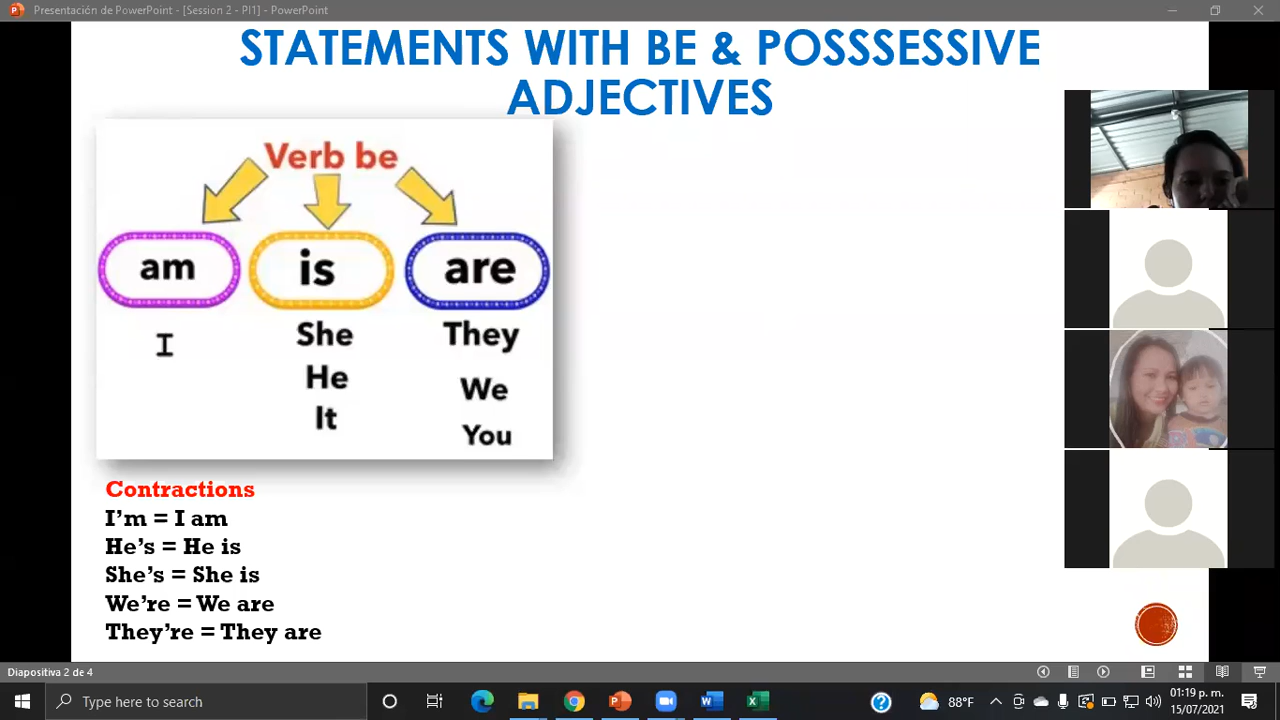 Presentación de PowerPoint - [Session 2 - PI1] - PowerPoint
STATEMENTS WITH BE & POSSSESSIVE
ADJECTIVES
Verb be
am is are
I She They
He We
It You
Contractions
I'm = I am
He's = He is
She's = She is
We're = We are
They're = They are
Diapositiva 2 de 4
Type here to search
88°F
01:19 p. m.
15/07/2021